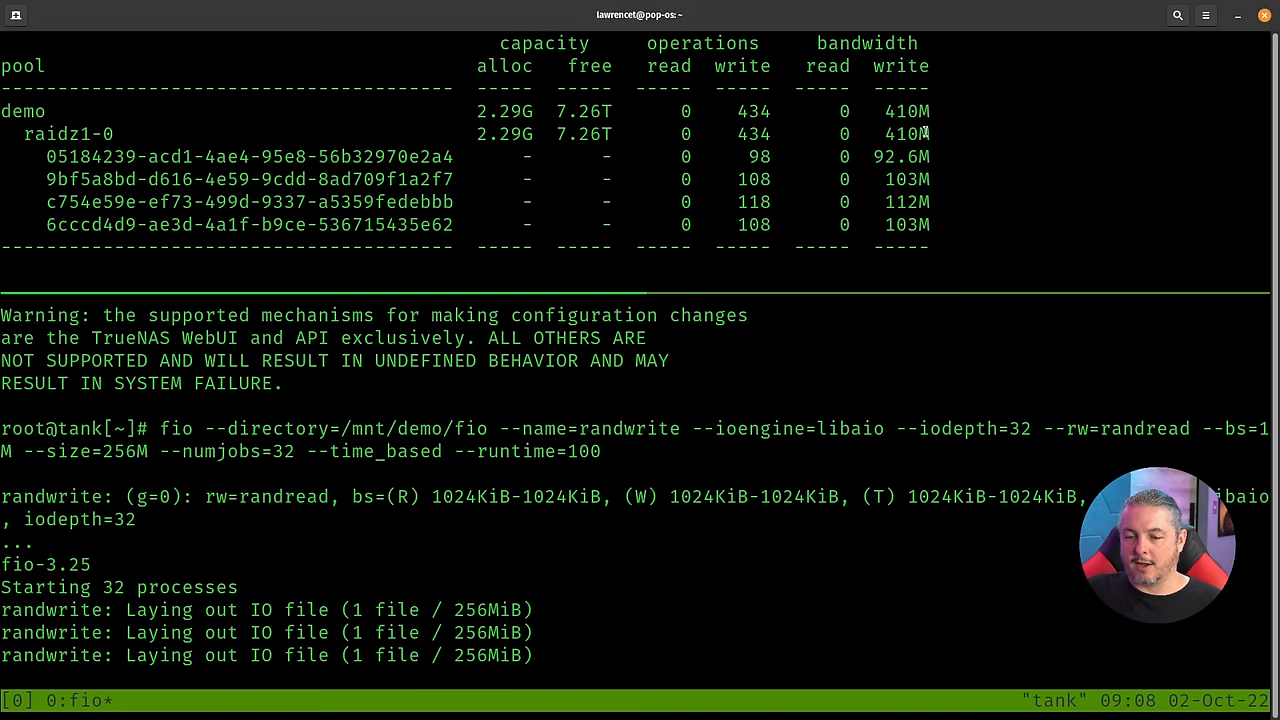 lawrencet@pop-os: ~
capacity operations bandwidth
pool alloc free read write read write
---------------------------------------- ----- ----- ----- ----- ----- -----
demo 2.29G 7.26T 0 434 0 410M
raidz1-0 2.29G 7.26T 0 434 0 410M
05184239-acd1-4ae4-95e8-56b32970e2a4 - - 0 98 0 92.6M
9bf5a8bd-d616-4e59-9cdd-8ad709f1a2f7 - - 0 108 0 103M
c754e59e-ef73-499d-9337-a5359fedebbb - - 0 118 0 112M
6cccd4d9-ae3d-4a1f-b9ce-536715435e62 - - 0 108 0 103M
---------------------------------------- ----- ----- ----- ----- ----- -----
Warning: the supported mechanisms for making configuration changes
are the TrueNAS WebUI and API exclusively. ALL OTHERS ARE
NOT SUPPORTED AND WILL RESULT IN UNDEFINED BEHAVIOR AND MAY
RESULT IN SYSTEM FAILURE.
root@tank[~]# fio --directory=/mnt/demo/fio --name=randwrite --ioengine=libaio --iodepth=32 --rw=randread --bs=1
M --size=256M --numjobs=32 --time_based --runtime=100
randwrite: (g=0): rw=randread, bs=(R) 1024KiB-1024KiB, (W) 1024KiB-1024KiB, (T) 1024KiB-1024KiB, ibaio
, iodepth=32
...
fio-3.25
Starting 32 processes
randwrite: Laying out IO file (1 file / 256MiB)
randwrite: Laying out IO file (1 file / 256MiB)
randwrite: Laying out IO file (1 file / 256MiB)
[0] 0:fio* "tank" 09:08 02-Oct-22